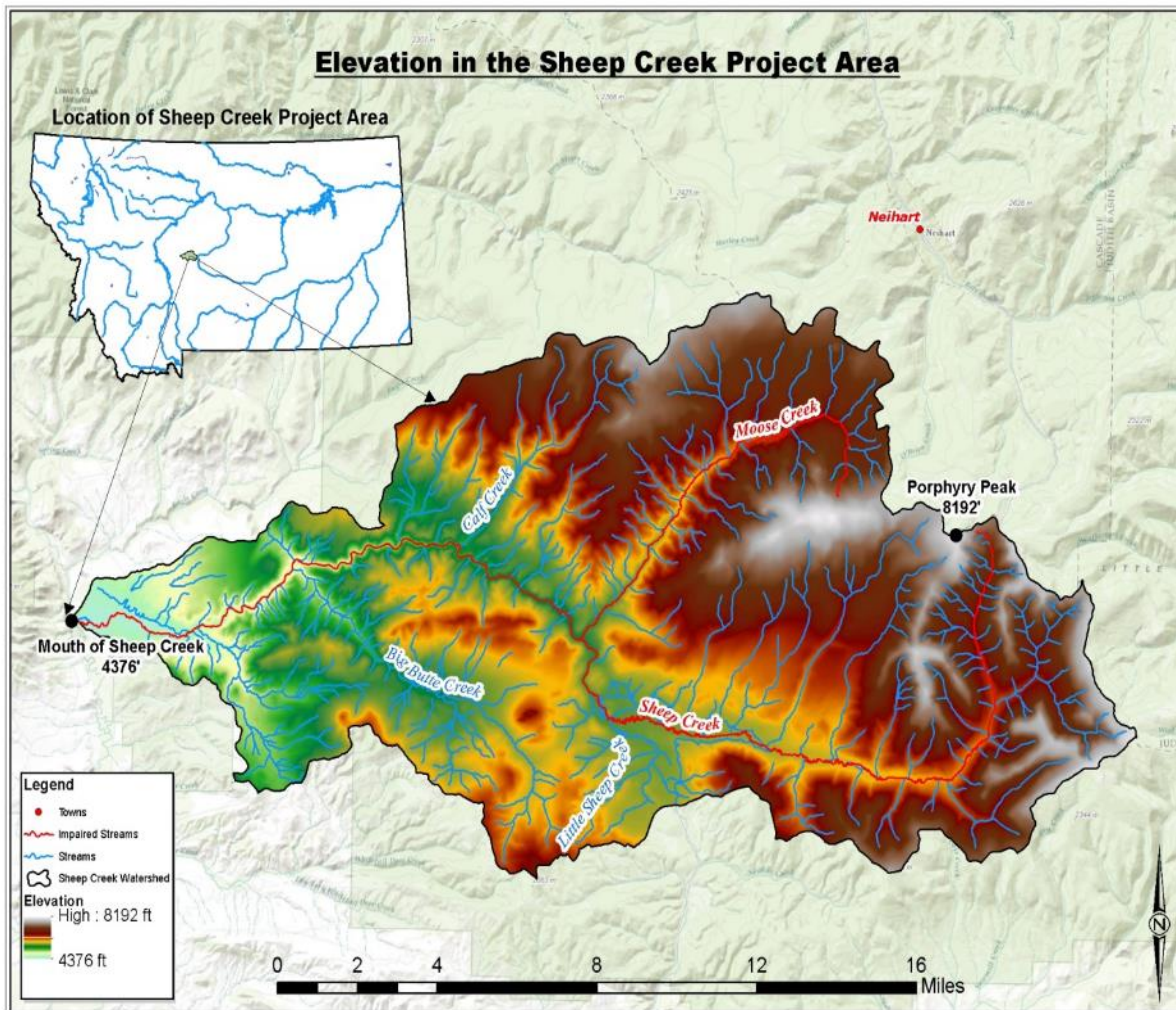 Elevation in the Sheep Creek Project Area
Location of Sheep Creek Project Area
Neihart
Neihart
Moose Creek
Calf Creek
Porphyry Peak
8192'
Mouth of Sheep Creek
4376'
Big Butte Creek
Sheep Creek
Little Sheep Creek
LITTLE
Legend
Towns
Impaired Streams
Streams
Sheep Creek Watershed
Elevation
High : 8192 ft
4376 ft
0 2 4 8 12 16
Miles
N